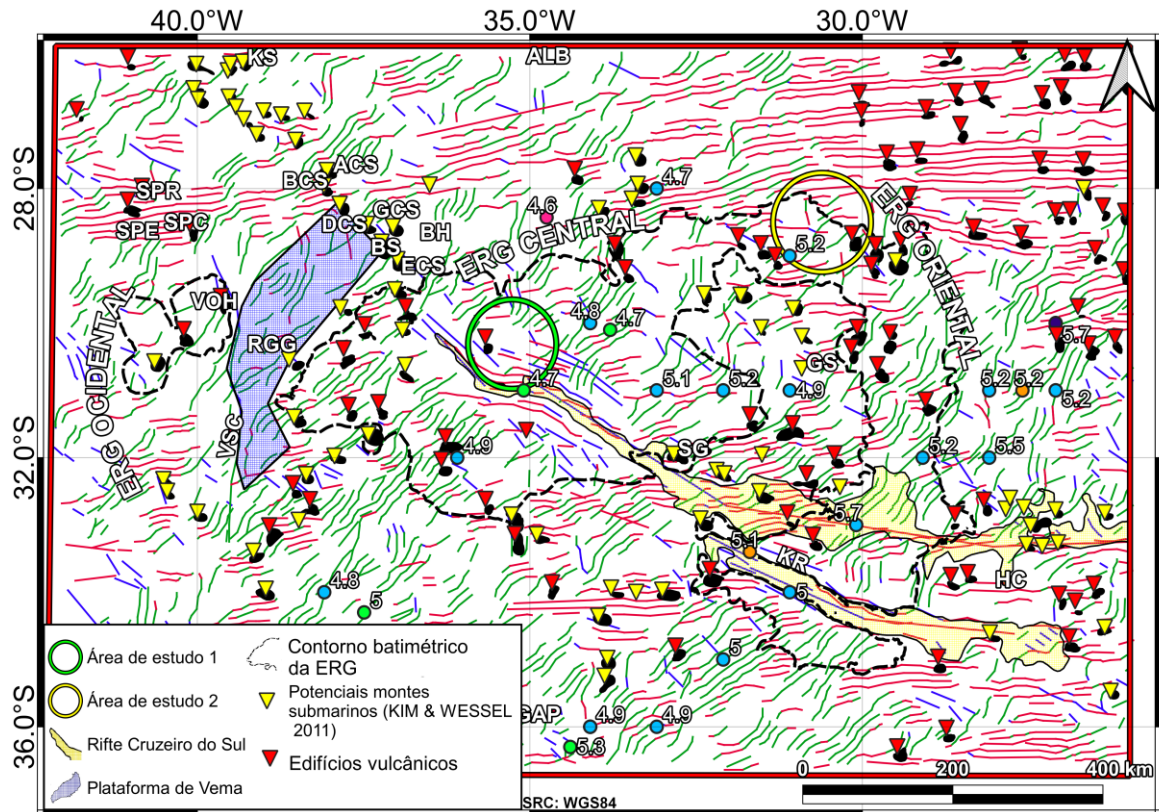 40.0°W 35.0°W 30.0°W
KS ALB
28.0°S
ACS
BCS
SPR
GCS
DCS
SPC
SPE
BH
BS
ECS
4.7
4.6
ERG CENTRAL
5.2
ERG ORIENTAL
VOH
ERG OCIDENTAL
4.8
4.7
5.7
RGG
GS
4.7
5.1
5.2
4.9
5.2
5.2
5.2
VSC
32.0°S
4.9
SG
5.2
5.5
5.7
5.1
KR
HC
4.8
5
5
5
36.0°S
GAP
4.9
4.9
5.3
Área de estudo 1
Área de estudo 2
Rifte Cruzeiro do Sul
Plataforma de Vema
Contorno batimétrico
da ERG
Potenciais montes
submarinos (KIM & WESSEL
2011)
Edifícios vulcânicos
0 200 400 km
SRC: WGS84